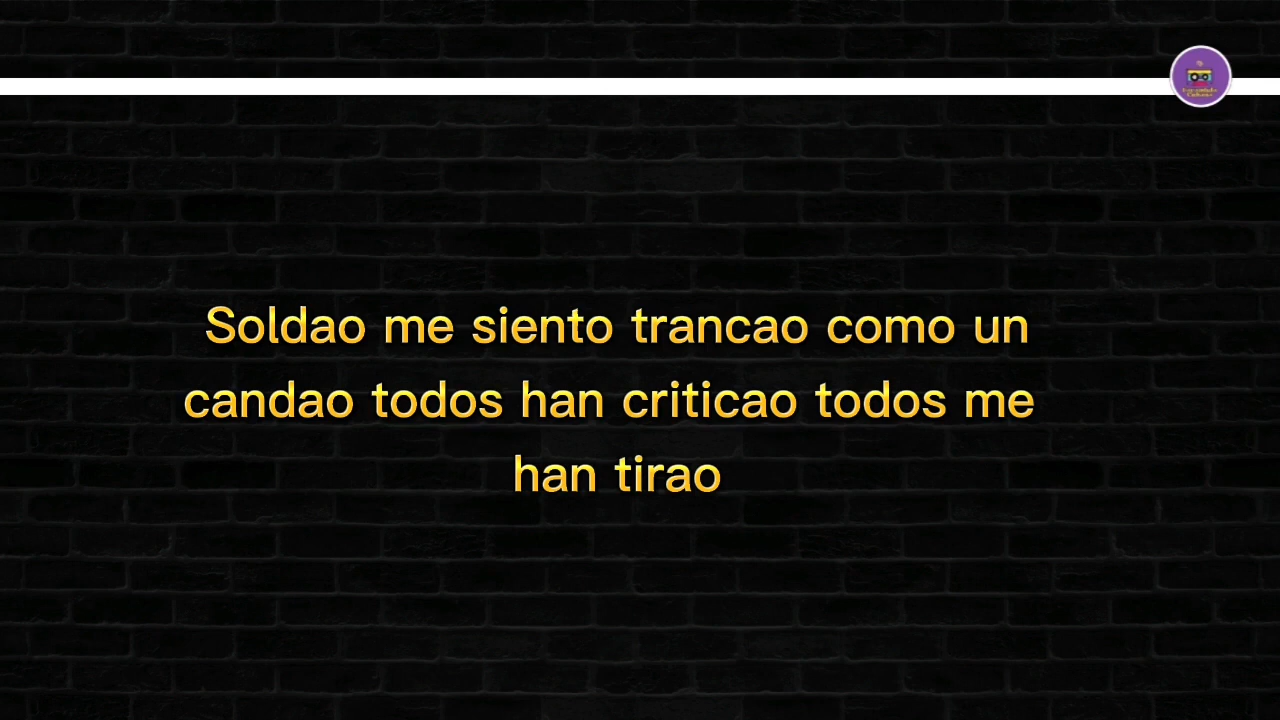 Soldao me siento trancao como un
candao todos han criticao todos me
han tirao